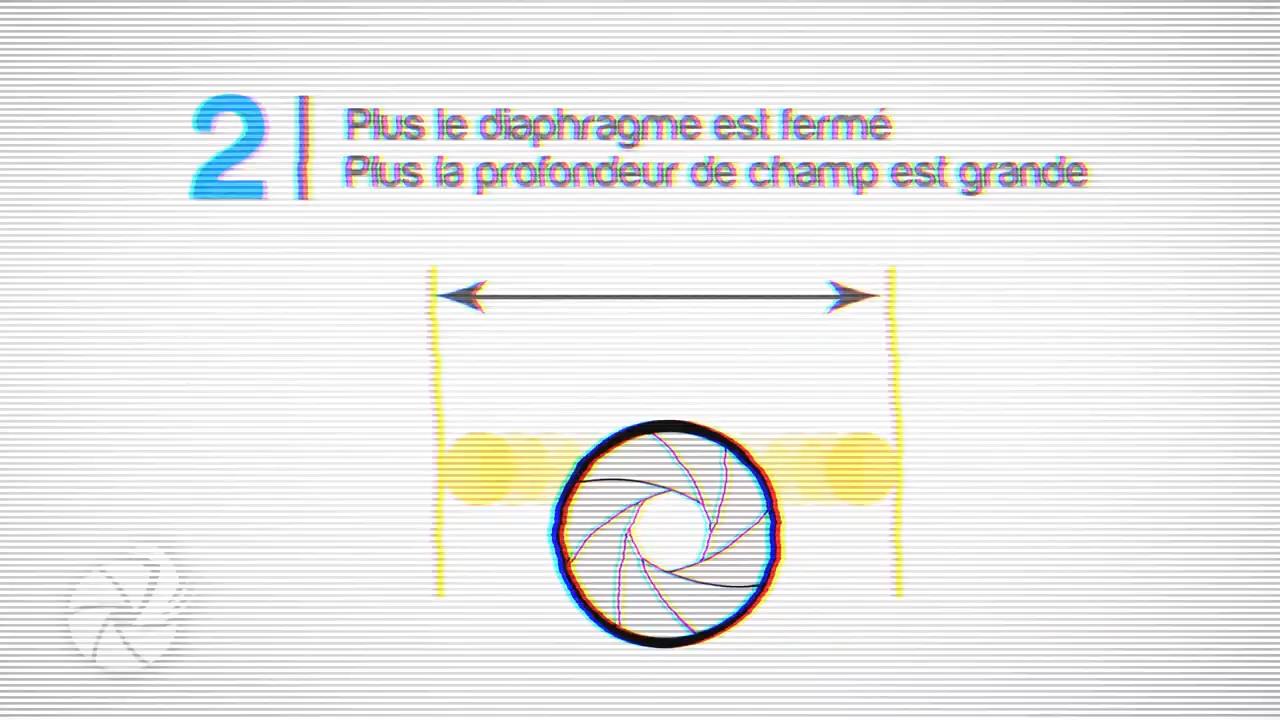 2
Plus le diaphragme est fermé
Plus la profondeur de champ est grande